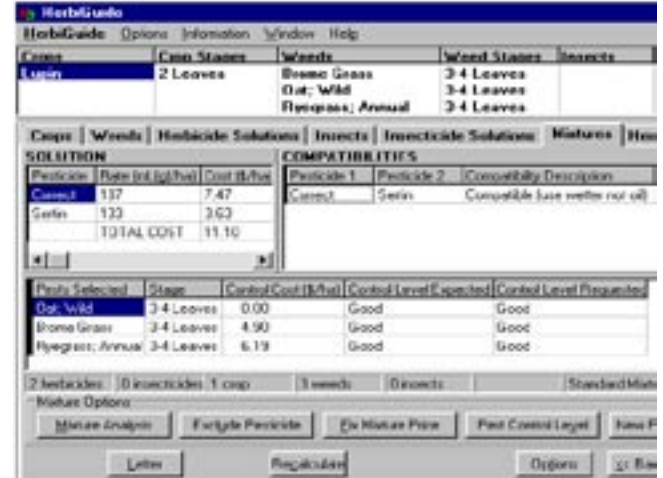 HerbiGuide
HerbiGuide Options Information Window Help
Crops Crop Stages Weeds Weed Stages Insects
Lupin 2 Leaves Brome Grass 3-4 Leaves
Oat; Wild 3-4 Leaves
Ryegrass; Annual 3-4 Leaves
Crops Weeds Herbicide Solutions Insects Insecticide Solutions Mixtures
SOLUTION COMPATIBILITIES
Pesticide Rate (mL(g)/ha) Cost ($/ha Pesticide 1 Pesticide 2 Compatibility Description
Correct 137 7.47 Correct Sertin Compatible (use wetter not oil)
Sertin 133 3.63
TOTAL COST 11.10
Pests Selected Stage Control Cost ($/ha) Control Level Expected Control Level Requested
Oat; Wild 3-4 Leaves 0.00 Good Good
Brome Grass 3-4 Leaves 4.90 Good Good
Ryegrass; Annual 3-4 Leaves 6.19 Good Good
2 herbicides 0 insecticides 1 crop 3 weeds 0 insects Standard
Mixture Options
Mixture Analysis Exclude Pesticide Fix Mixture Price Pest Control Level New
Letter Recalculate Options << Bac